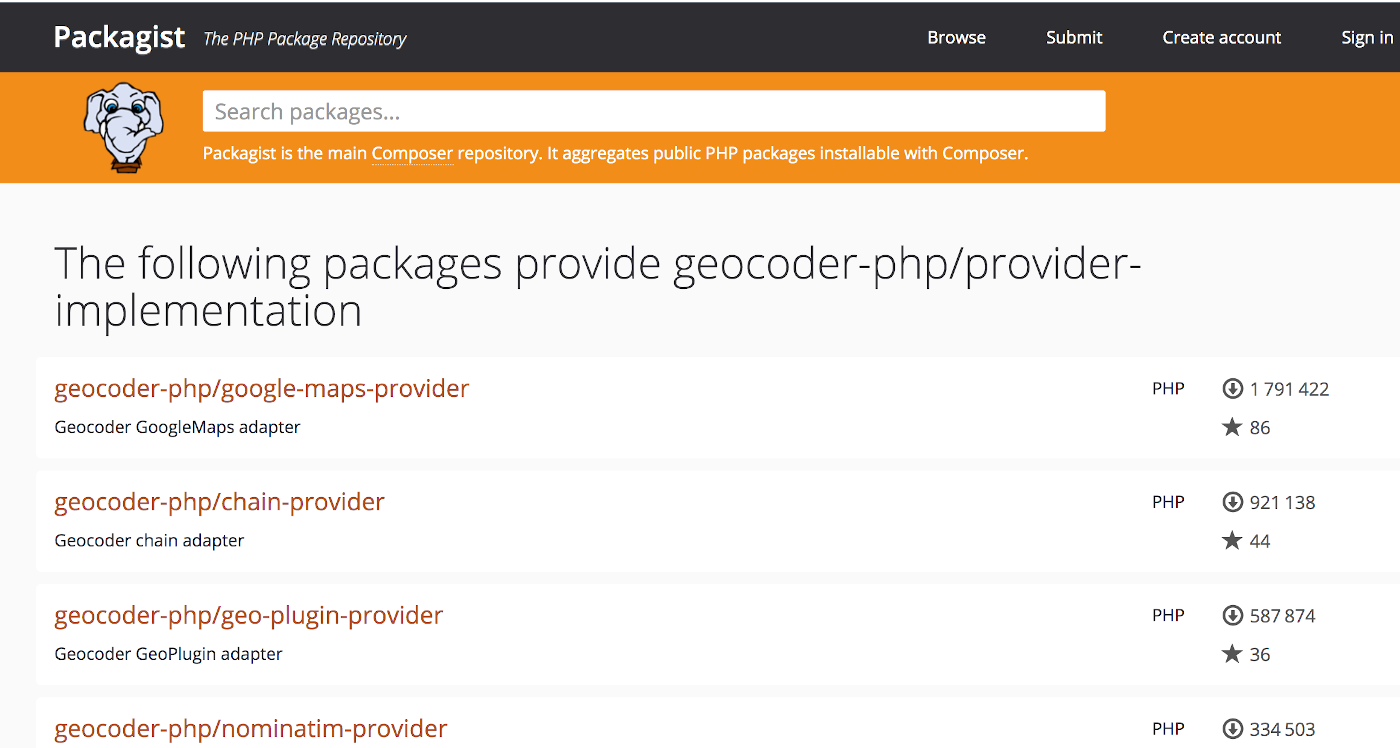 Packagist The PHP Package Repository Browse Submit Create account Sign in
Search packages...
Packagist is the main Composer repository. It aggregates public PHP packages installable with Composer.
The following packages provide geocoder-php/provider-
implementation
geocoder-php/google-maps-provider PHP 1 791 422
Geocoder GoogleMaps adapter 86
geocoder-php/chain-provider PHP 921 138
Geocoder chain adapter 44
geocoder-php/geo-plugin-provider PHP 587 874
Geocoder GeoPlugin adapter 36
geocoder-php/nominatim-provider PHP 334 503